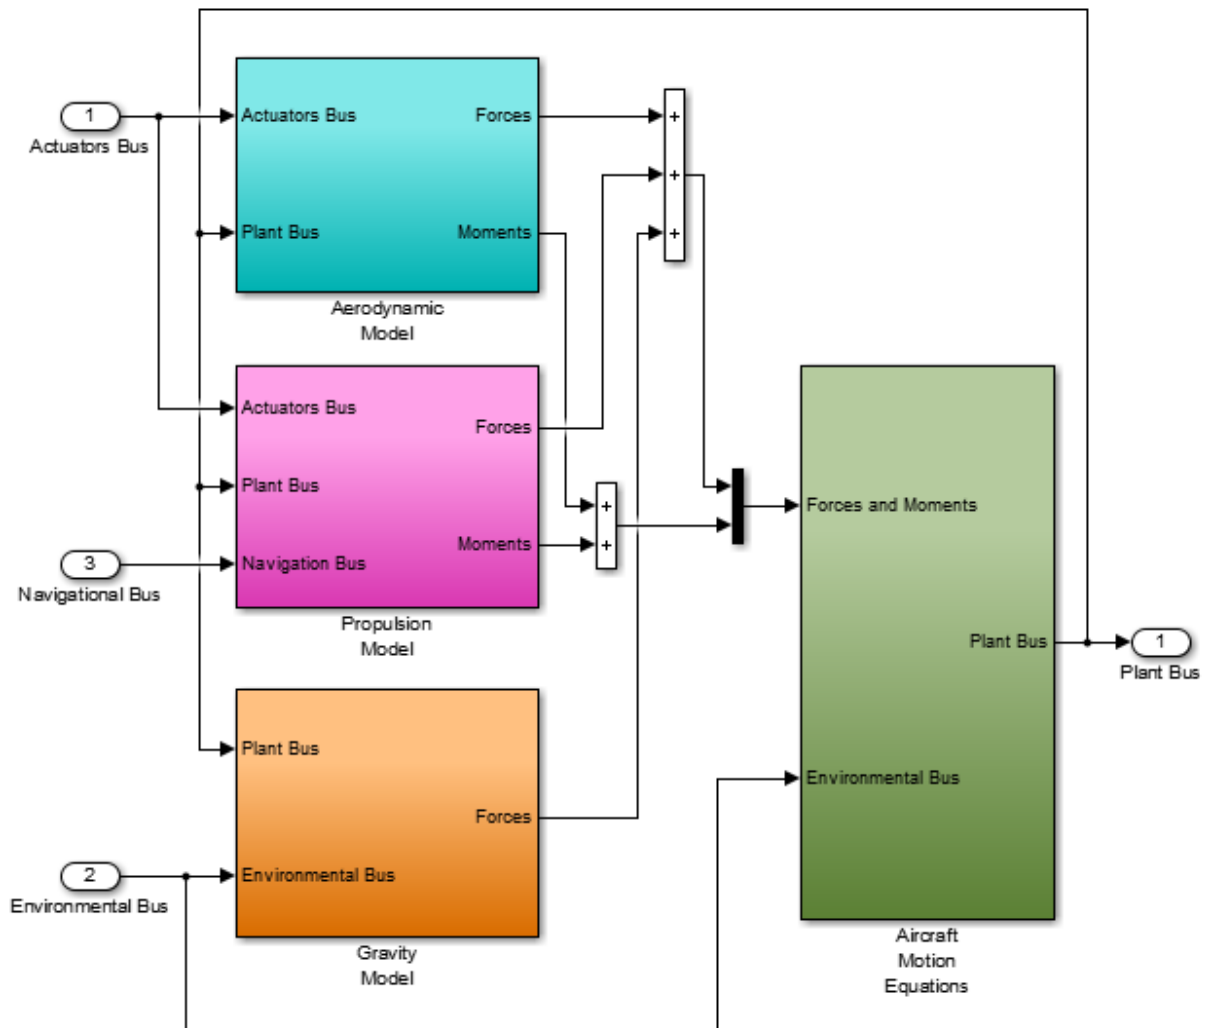 1
Actuators Bus
3
Navigational Bus
2
Environmental Bus
Actuators Bus
Forces
Plant Bus
Moments
Aerodynamic
Model
Actuators Bus
Forces
Plant Bus
Moments
Navigation Bus
Propulsion
Model
Plant Bus
Forces
Environmental Bus
Gravity
Model
+
+
+
+
+
Forces and Moments
Plant Bus
Environmental Bus
Aircraft
Motion
Equations
1
Plant Bus